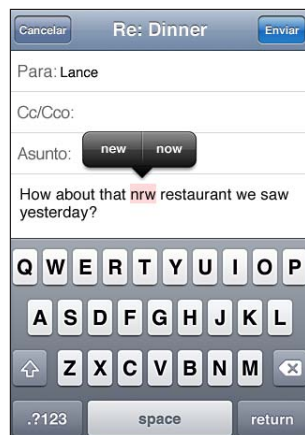 Cancelar Re: Dinner Enviar
Para: Lance
Cc/Cco:
Asunto:
new now
How about that nrw restaurant we saw
yesterday?
Q W E R T Y U I O P
A S D F G H J K L
Z X C V B N M
.?123 space return